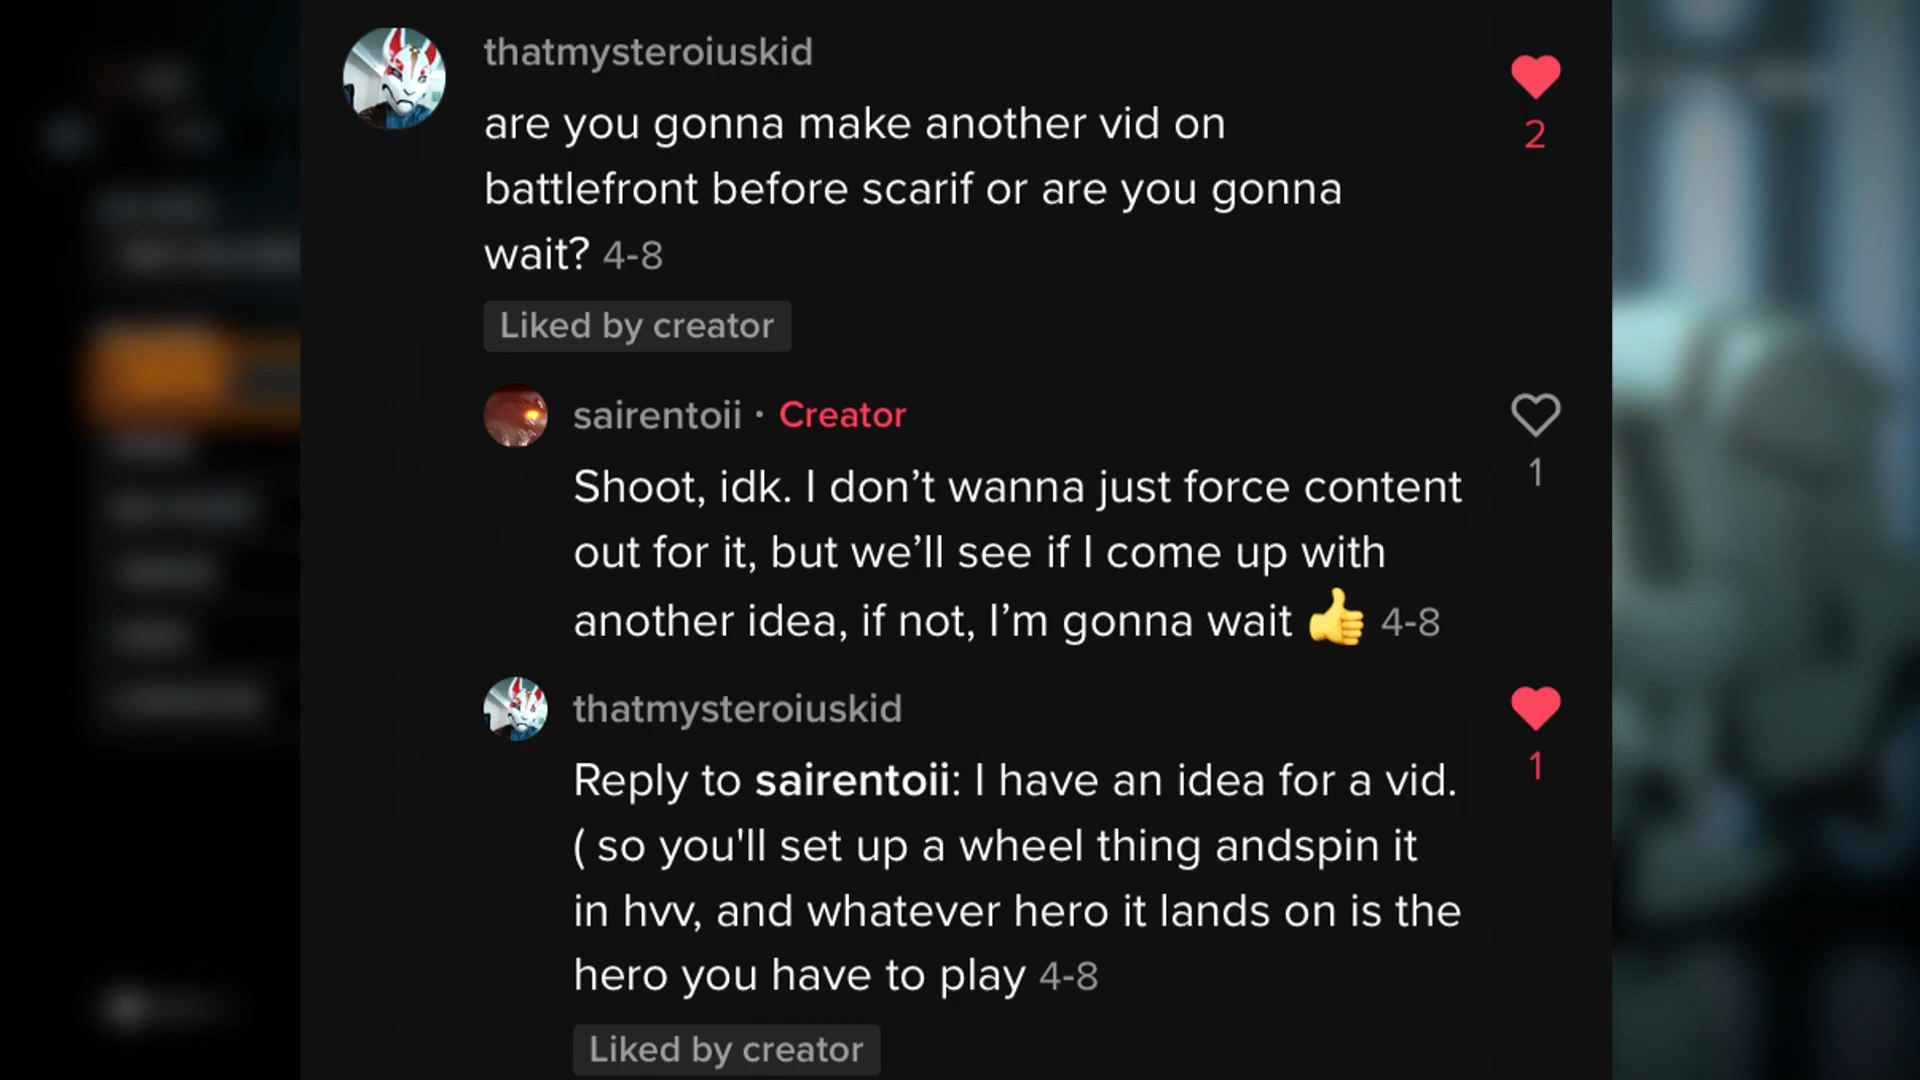 thatmysteroiuskid
are you gonna make another vid on
2
battlefront before scarif or are you gonna
wait? 4-8
Liked by creator
sairentoii · Creator
Shoot, idk. I don’t wanna just force content
1
out for it, but we’ll see if I come up with
another idea, if not, I’m gonna wait 👍 4-8
thatmysteroiuskid
Reply to sairentoii: I have an idea for a vid.
1
( so you'll set up a wheel thing andspin it
in hvv, and whatever hero it lands on is the
hero you have to play 4-8
Liked by creator